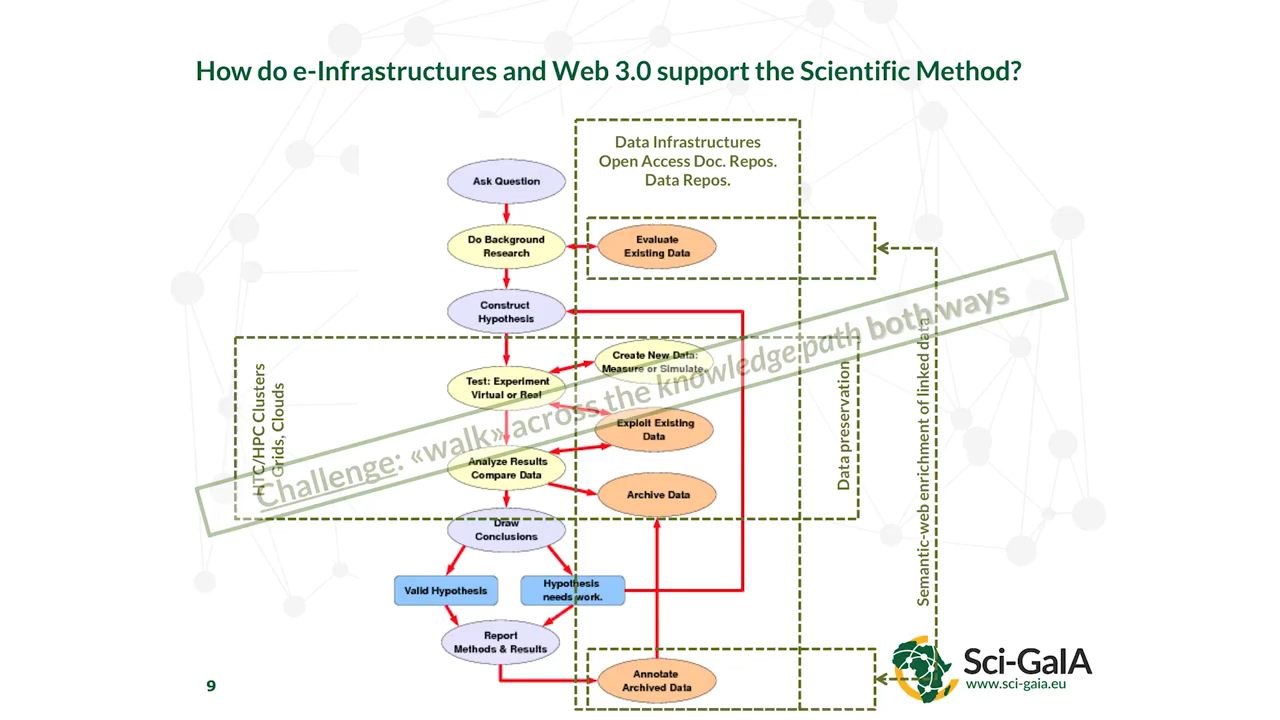 How do e-Infrastructures and Web 3.0 support the Scientific Method?
Data Infrastructures
Open Access Doc. Repos.
Data Repos.
Ask Question
Do Background
Research
Evaluate
Existing Data
Construct
Hypothesis
Create New Data:
Measure or Simulate.
Test: Experiment
Virtual or Real
Exploit Existing
Data
Analyze Results
Compare Data
Archive Data
Draw
Conclusions
Valid Hypothesis
Hypothesis
needs work.
Report
Methods & Results
Annotate
Archived Data
HTC/HPC Clusters
Grids, Clouds
Challenge: «walk» across the knowledge path both ways
Data preservation
Semantic-web enrichment of linked data
Sci-GaIA
www.sci-gaia.eu
9